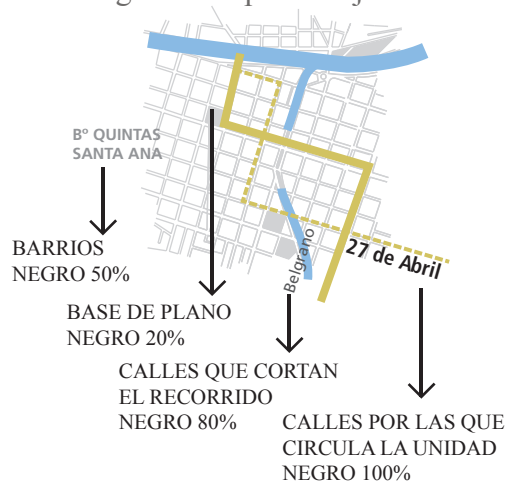 Bº QUINTAS
SANTA ANA
27 de Abril
Belgrano
BARRIOS
NEGRO 50%
BASE DE PLANO
NEGRO 20%
CALLES QUE CORTAN
EL RECORRIDO
NEGRO 80%
CALLES POR LAS QUE
CIRCULA LA UNIDAD
NEGRO 100%